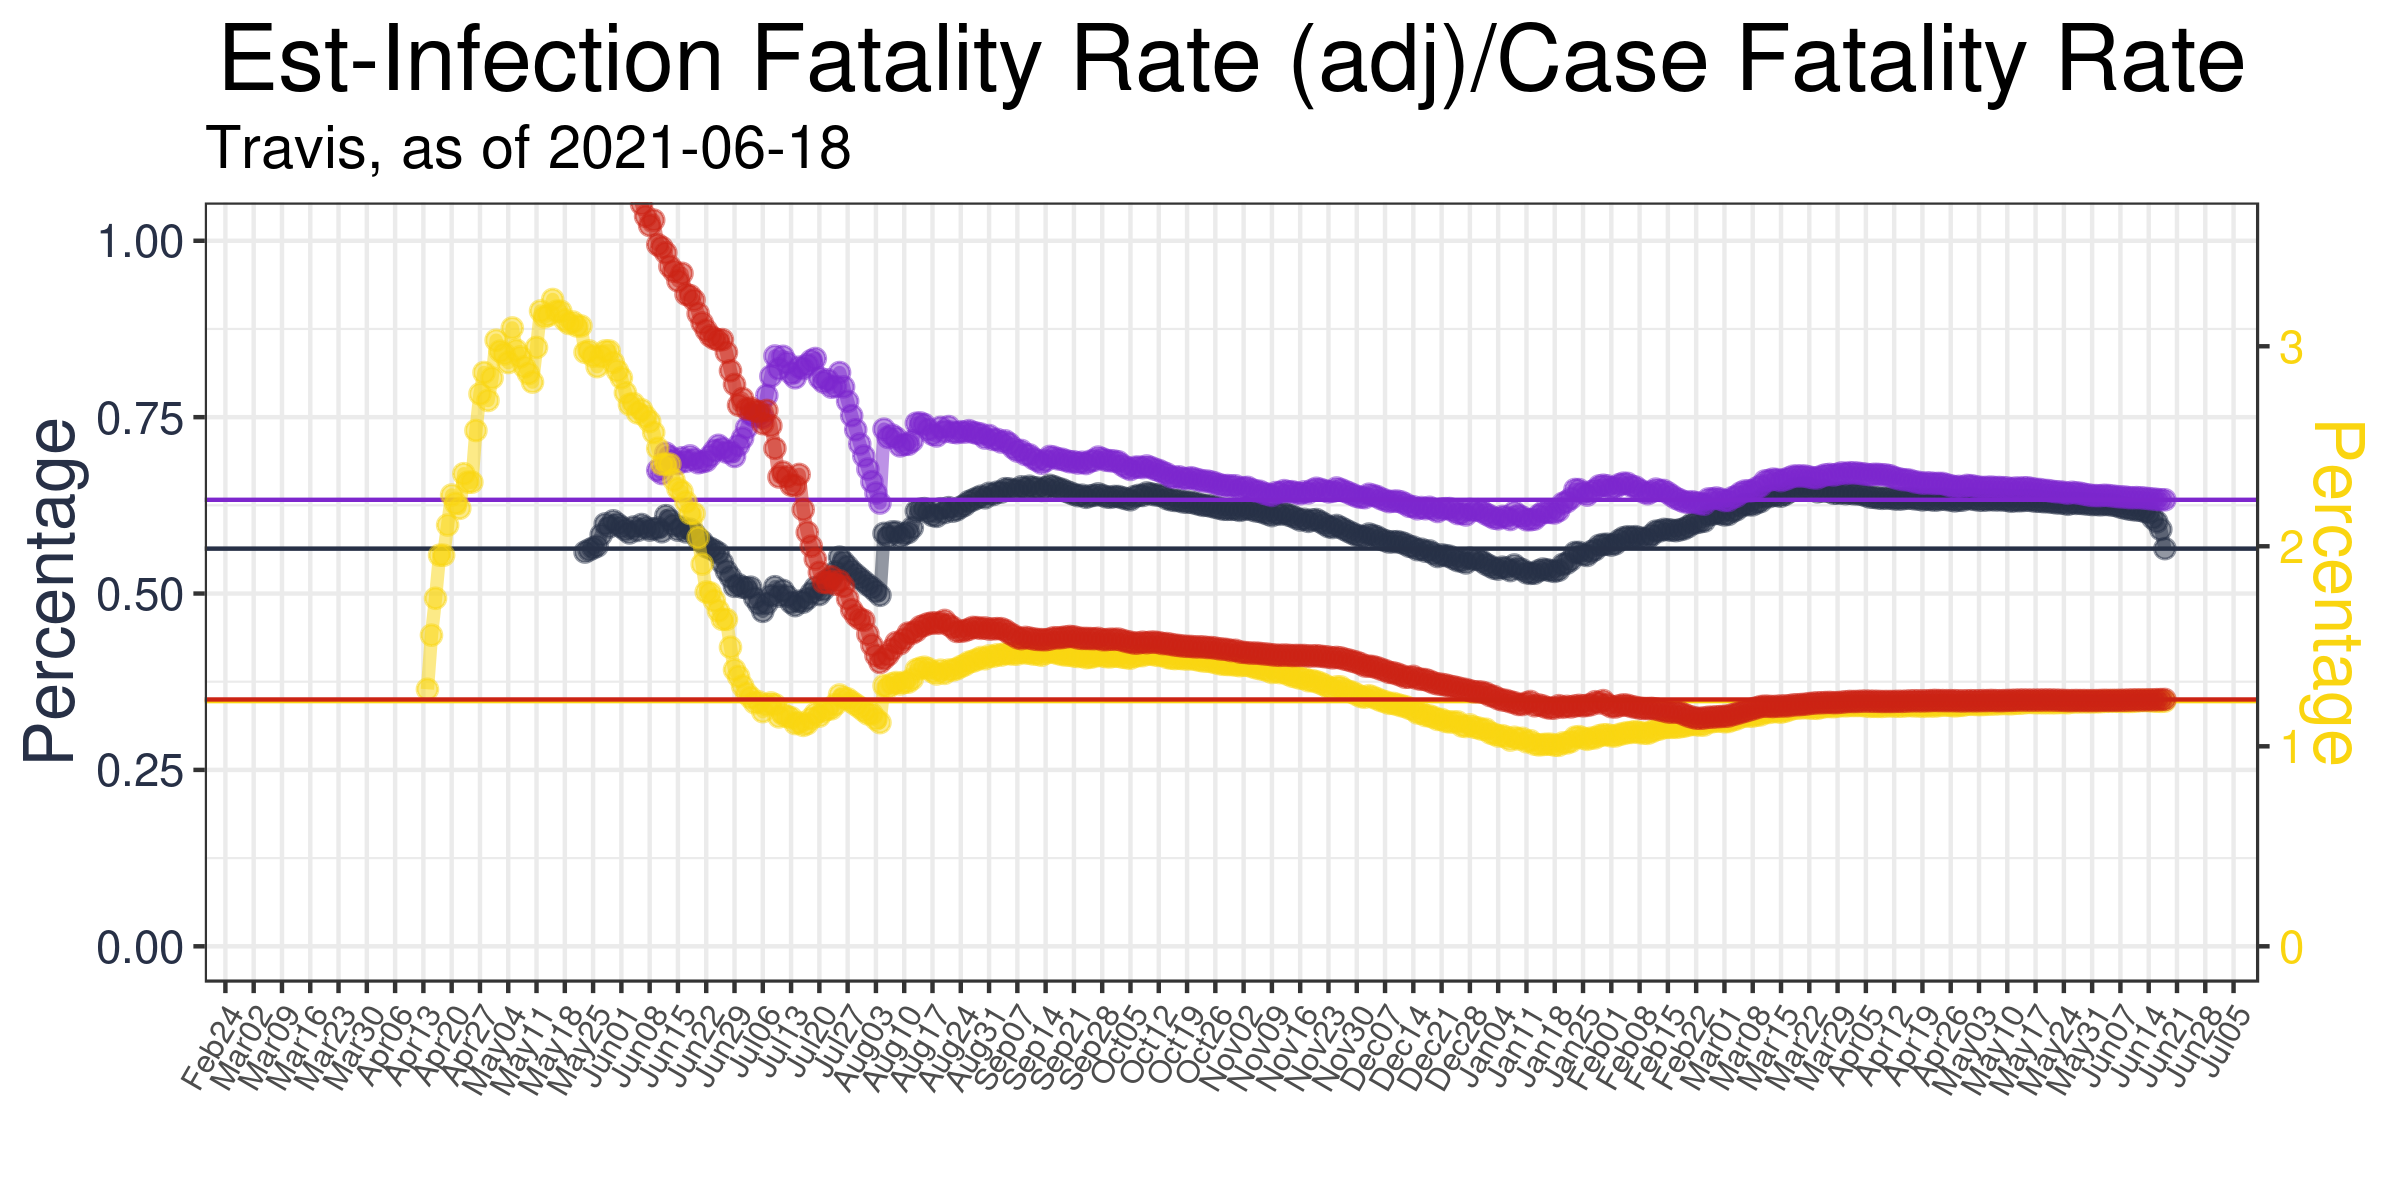 Est-Infection Fatality Rate (adj)/Case Fatality Rate
Travis, as of 2021-06-18
Percentage
1.00
0.75
0.50
0.25
0.00
3
2
1
0
Percentage
Feb24 Mar02 Mar09 Mar16 Mar23 Mar30 Apr06 Apr13 Apr20 Apr27 May04 May11 May18 May25 Jun01 Jun08 Jun15 Jun22 Jun29 Jul06 Jul13 Jul20 Jul27 Aug03 Aug10 Aug17 Aug24 Aug31 Sep07 Sep14 Sep21 Sep28 Oct05 Oct12 Oct19 Oct26 Nov02 Nov09 Nov16 Nov23 Nov30 Dec07 Dec14 Dec21 Dec28 Jan04 Jan11 Jan18 Jan25 Feb01 Feb08 Feb15 Feb22 Mar01 Mar08 Mar15 Mar22 Mar29 Apr05 Apr12 Apr19 Apr26 May03 May10 May17 May24 May31 Jun07 Jun14 Jun21 Jun28 Jul05